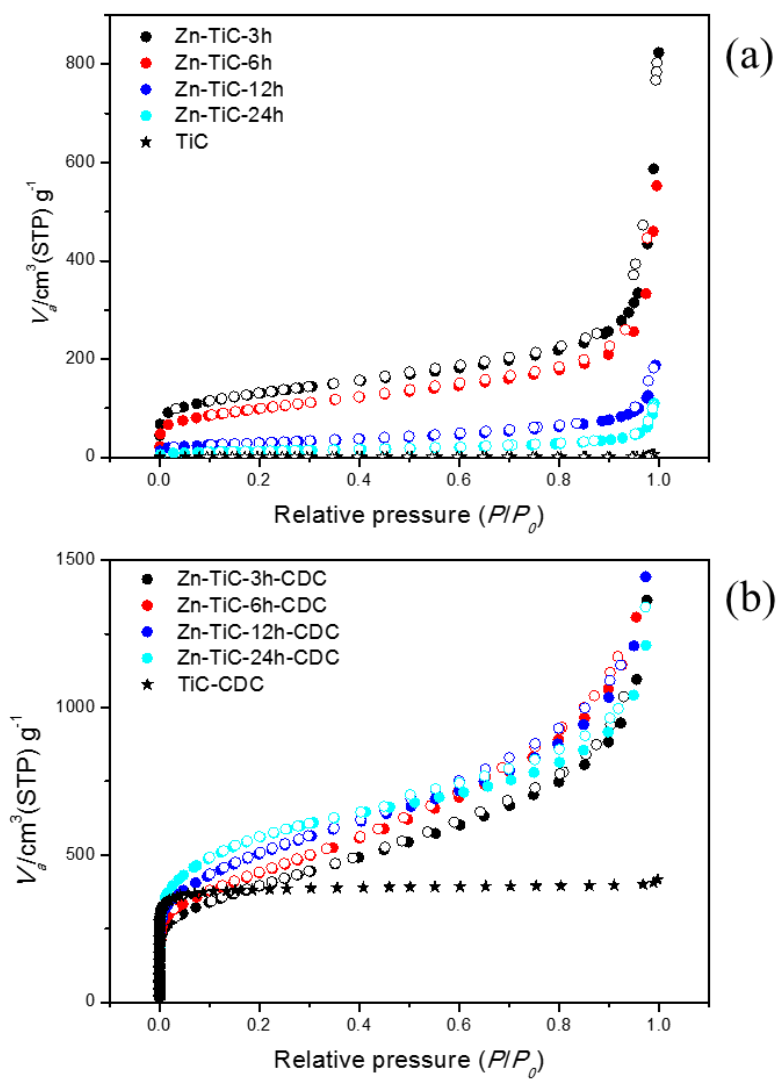 (a)
Zn-TiC-3h
Zn-TiC-6h
Zn-TiC-12h
Zn-TiC-24h
TiC
800
600
400
200
0
Vₐ/cm³(STP) g⁻¹
0.0 0.2 0.4 0.6 0.8 1.0
Relative pressure (P/P₀)
(b)
Zn-TiC-3h-CDC
Zn-TiC-6h-CDC
Zn-TiC-12h-CDC
Zn-TiC-24h-CDC
TiC-CDC
1500
1000
500
0
Vₐ/cm³(STP) g⁻¹
0.0 0.2 0.4 0.6 0.8 1.0
Relative pressure (P/P₀)